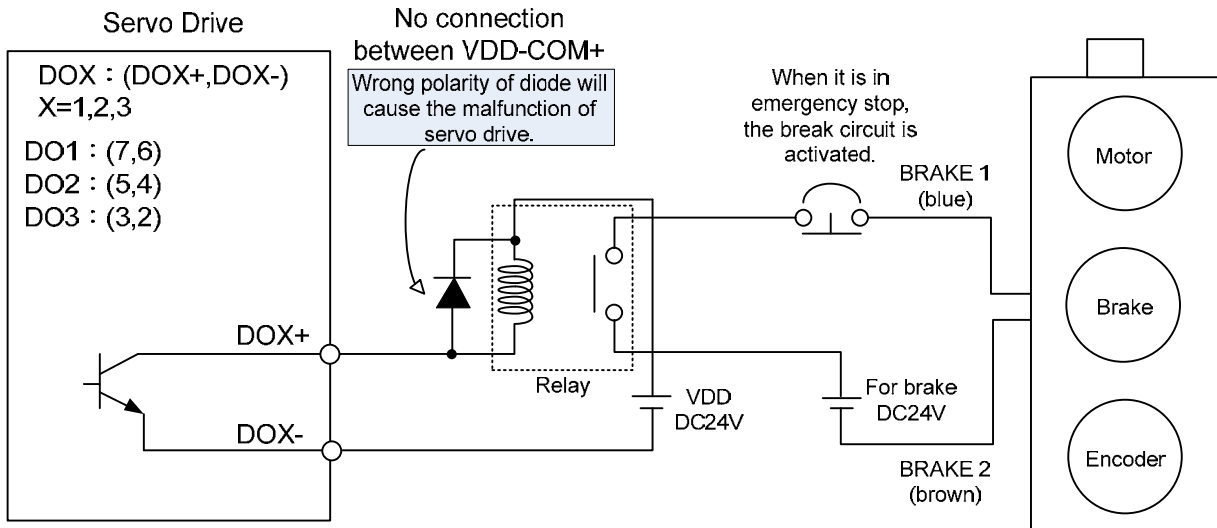 Servo Drive
DOX : (DOX+,DOX-)
X=1,2,3
DO1 : (7,6)
DO2 : (5,4)
DO3 : (3,2)
No connection
between VDD-COM+
Wrong polarity of diode will
cause the malfunction of
servo drive.
When it is in
emergency stop,
the break circuit is
activated.
BRAKE 1
(blue)
Motor
Brake
Encoder
DOX+
DOX-
Relay
VDD
DC24V
For brake
DC24V
BRAKE 2
(brown)